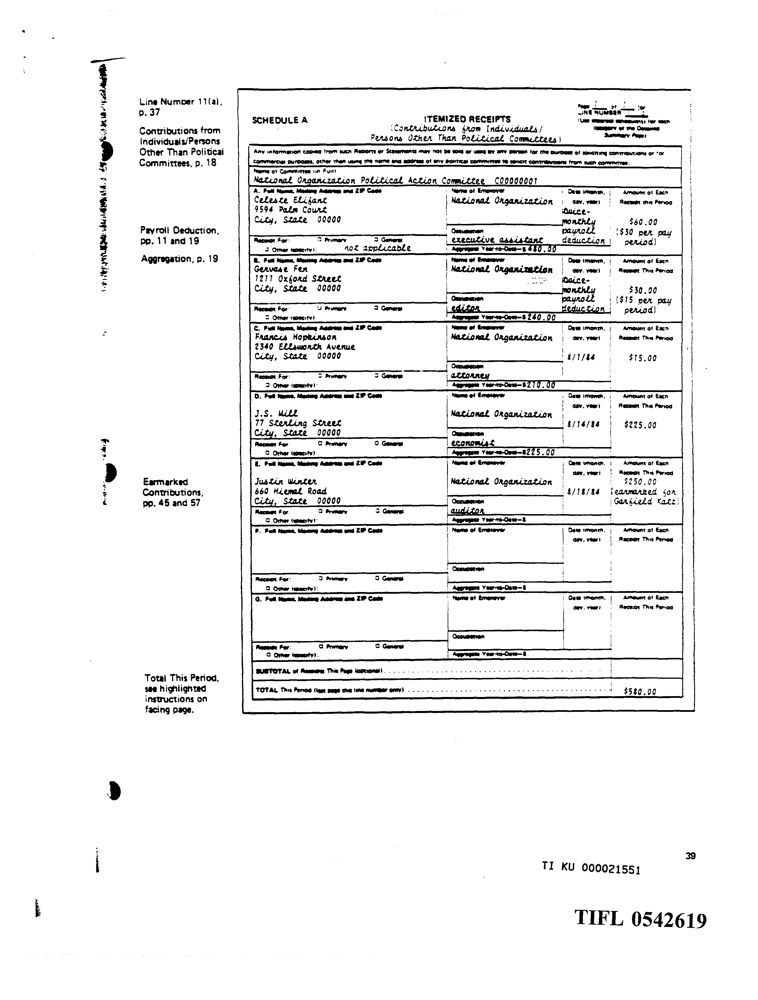 Line Number 11(a),
p. 37
Contributions from
Individuals/Persons
Other Than Political
Committees, p. 18
Payroll Deduction,
pp. 11 and 19
Aggregation, p. 19
Earmarked
Contributions,
pp. 45 and 57
Total This Period,
see highlighted
instructions on
facing page.
SCHEDULE A
ITEMIZED RECEIPTS
(Contributions from Individuals/
Persons Other Than Political Committees)
Page of for
LINE NUMBER
(Use separate schedule(s) for each
category of the Detailed
Summary Page)
Any information copied from such Reports or Statements may not be sold or used by any person for the purpose of soliciting contributions or for
commercial purposes, other than using the name and address of any political committee to solicit contributions from such committee.
Name of Committee (in Full)
National Organization Political Action Committee C00000001
A. Full Name, Mailing Address and ZIP Code
Celeste Elifant
9594 Palm Court
City, State 00000
Receipt For: Primary General
Other (specify): not applicable
Name of Employer
National Organization
Occupation
executive assistant
Aggregate Year-to-Date—$ 480.00
Date (month,
day, year)
twice-
monthly
payroll
deduction
Amount of Each
Receipt this Period
$60.00
($30 per pay
period)
B. Full Name, Mailing Address and ZIP Code
Gervase Fen
1211 Oxford Street
City, State 00000
Receipt For: Primary General
Other (specify):
Name of Employer
National Organization
Occupation
editor
Aggregate Year-to-Date—$ 240.00
Date (month,
day, year)
twice-
monthly
payroll
deduction
Amount of Each
Receipt This Period
$30.00
($15 per pay
period)
C. Full Name, Mailing Address and ZIP Code
Francis Hopkinson
2340 Ellsworth Avenue
City, State 00000
Receipt For: Primary General
Other (specify):
Name of Employer
National Organization
Occupation
attorney
Aggregate Year-to-Date—$210.00
Date (month,
day, year)
8/1/84
Amount of Each
Receipt This Period
$15.00
D. Full Name, Mailing Address and ZIP Code
J.S. Mill
77 Sterling Street
City, State 00000
Receipt For Primary General
Other (specify):
Name of Employer
National Organization
Occupation
economist
Aggregate Year-to-Date—$225.00
Date (month,
day, year)
8/14/84
Amount of Each
Receipt This Period
$225.00
E. Full Name, Mailing Address and ZIP Code
Justin Winter
660 Hiemal Road
City, State 00000
Receipt For Primary General
Other (specify):
Name of Employer
National Organization
Occupation
auditor
Aggregate Year-to-Date—$
Date (month,
day, year)
8/18/84
Amount of Each
Receipt This Period
$250.00
(earmarked for
Garfield Katz)
F. Full Name, Mailing Address and ZIP Code
Receipt For: Primary General
Other (specify):
Name of Employer
Occupation
Aggregate Year-to-Date—$
Date (month,
day, year)
Amount of Each
Receipt This Period
G. Full Name, Mailing Address and ZIP Code
Receipt For: Primary General
Other (specify):
Name of Employer
Occupation
Aggregate Year-to-Date—$
Date (month,
day, year)
Amount of Each
Receipt This Period
SUBTOTAL of Receipts This Page (optional)
TOTAL This Period (last page this line number only)
$580.00
39
TI KU 000021551
TIFL 0542619